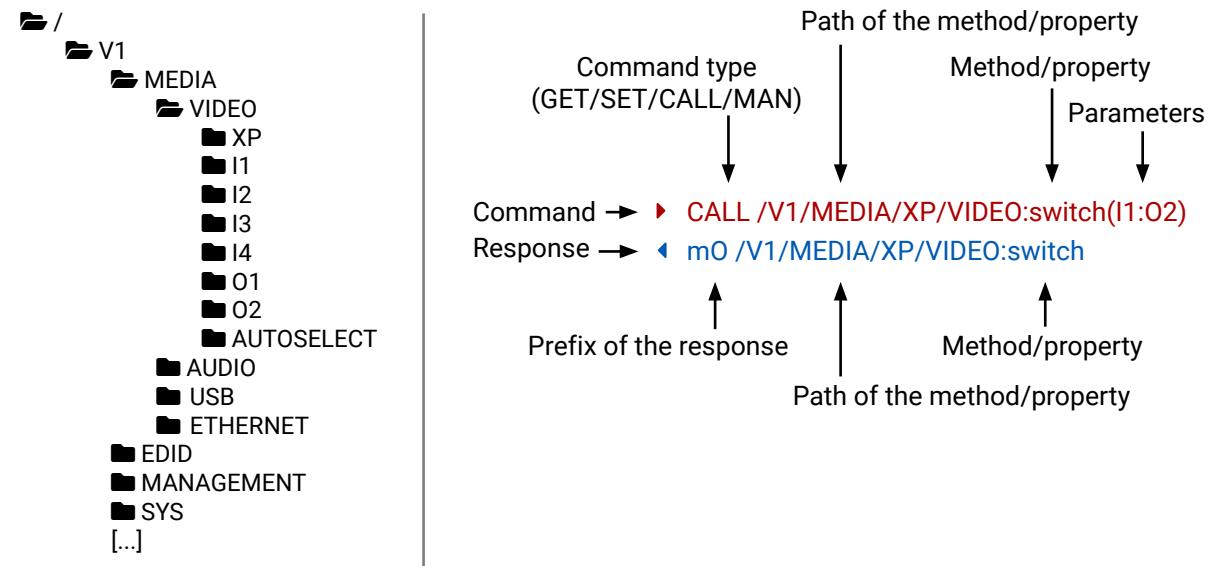 /
V1
MEDIA
VIDEO
XP
I1
I2
I3
I4
O1
O2
AUTOSELECT
AUDIO
USB
ETHERNET
EDID
MANAGEMENT
SYS
[...]
Path of the method/property
Command type
(GET/SET/CALL/MAN)
Method/property
Parameters
Command CALL /V1/MEDIA/XP/VIDEO:switch(I1:O2)
Response mO /V1/MEDIA/XP/VIDEO:switch
Prefix of the response
Method/property
Path of the method/property